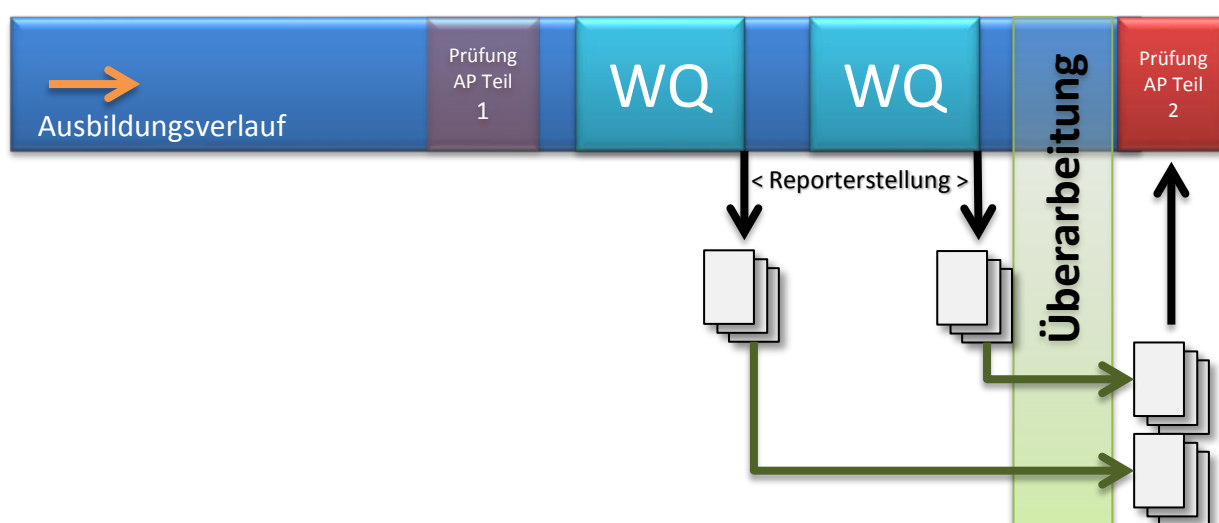 Ausbildungsverlauf
Prüfung
AP Teil
1
WQ
WQ
Überarbeitung
Prüfung
AP Teil
2
< Reporterstellung >